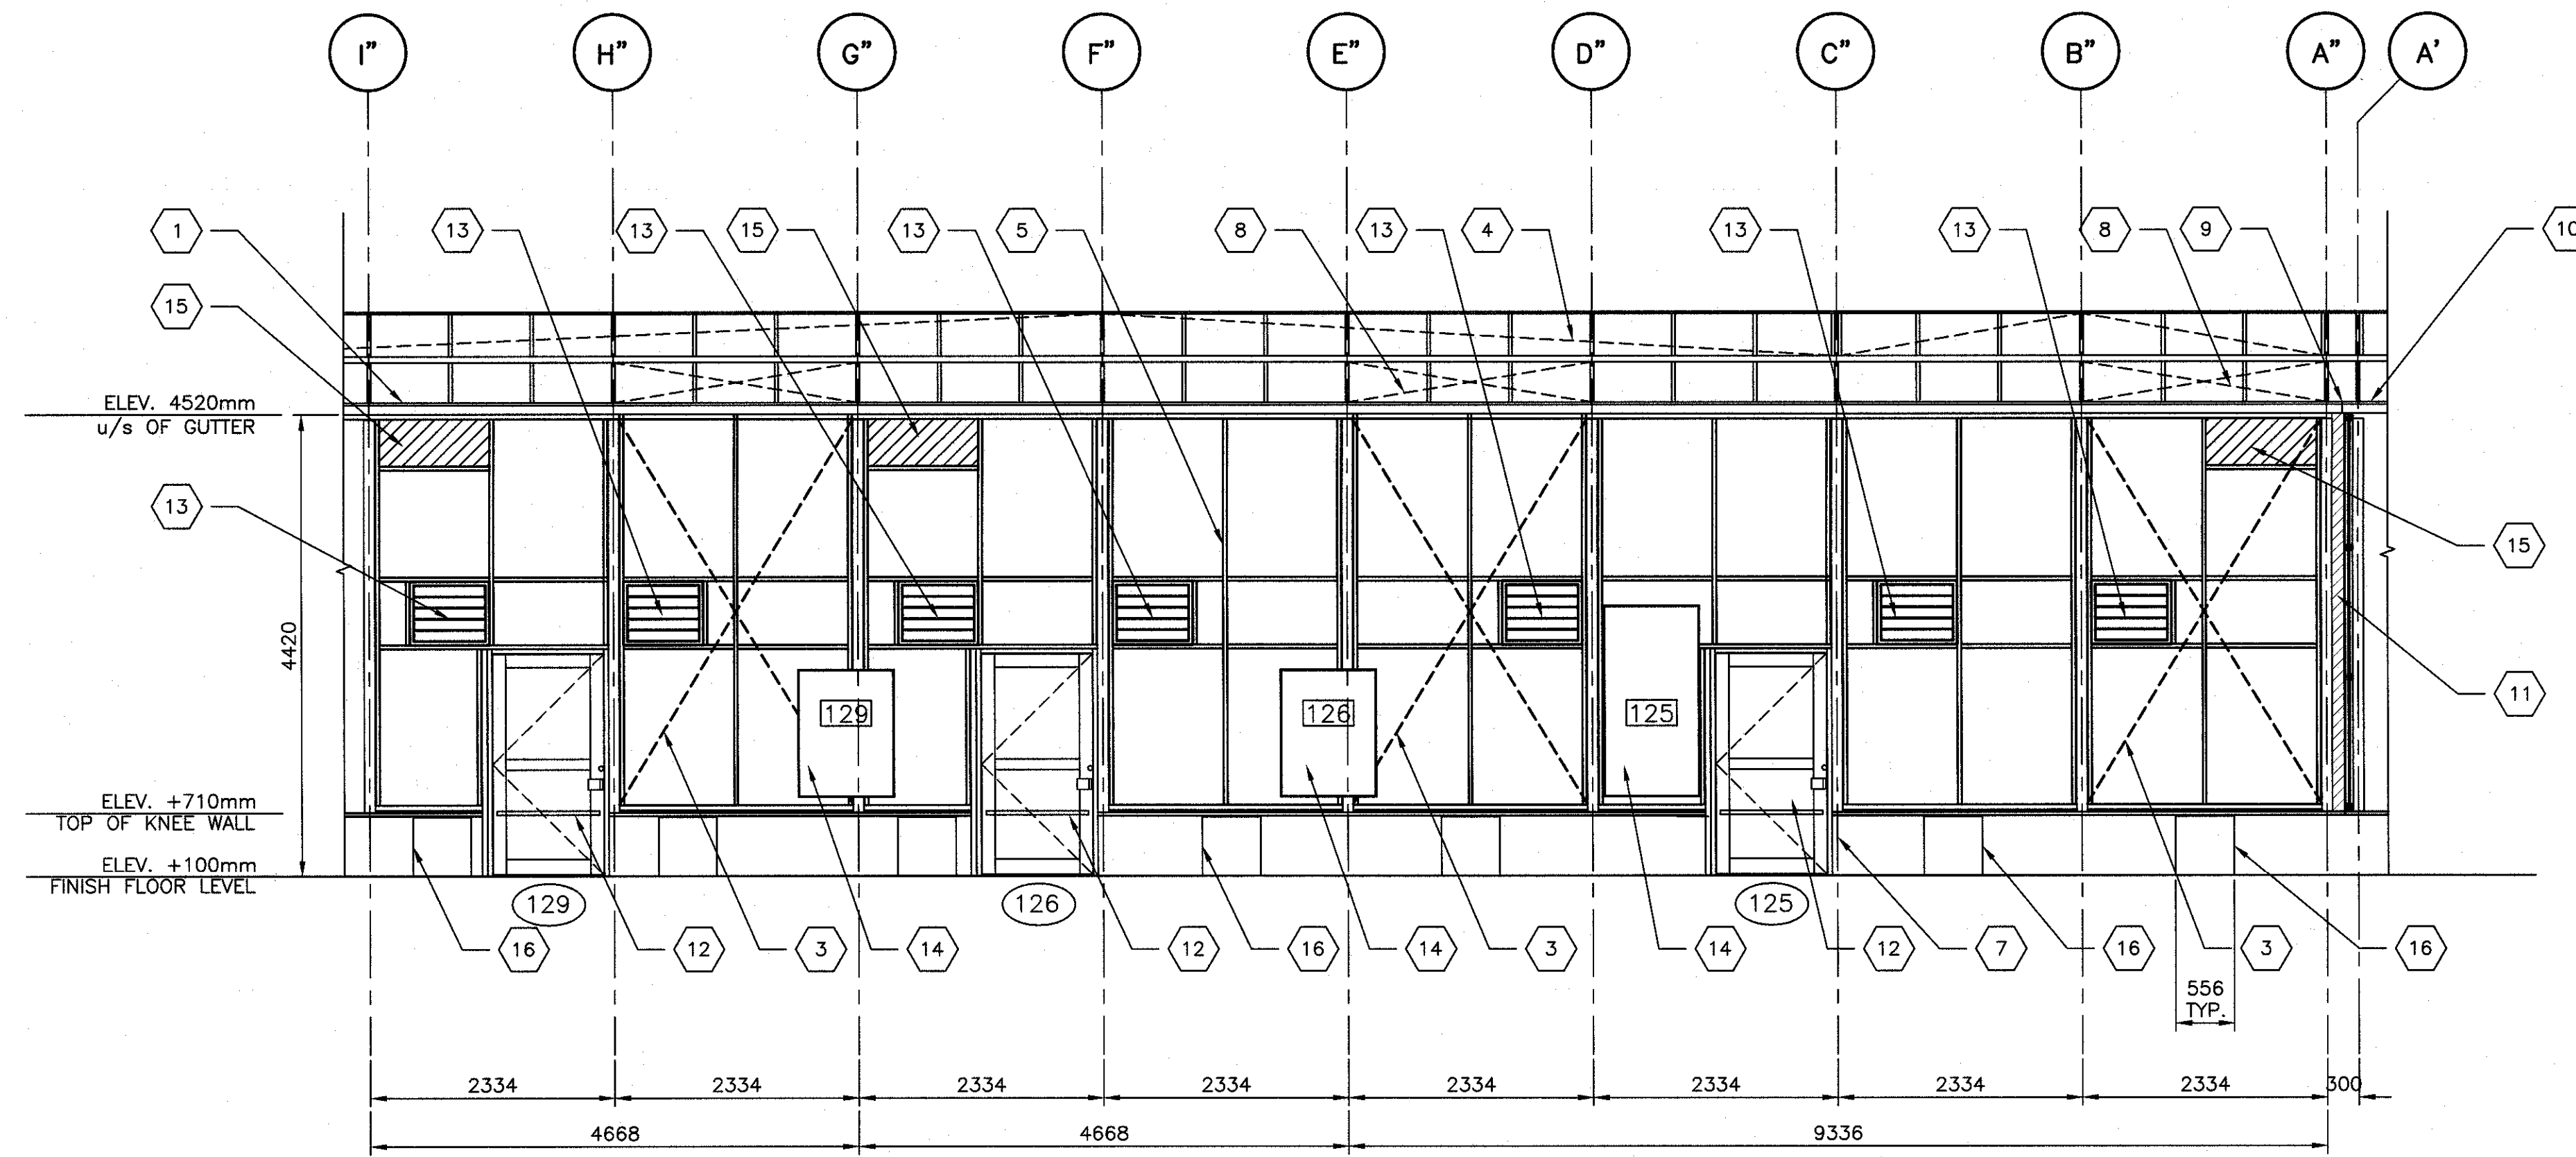 I” H” G” F” E” D” C” B” A” A'
1 13 13 15 13 5 8 13 4 13 13 8 9 10
15
ELEV. 4520mm
u/s OF GUTTER
13
15
4420
11
129 126 125
ELEV. +710mm
TOP OF KNEE WALL
ELEV. +100mm
FINISH FLOOR LEVEL
129 126 125
16 12 3 14 12 16 14 3 14 12 7 16 3 16
556
TYP.
2334 2334 2334 2334 2334 2334 2334 2334 300
4668 4668 9336